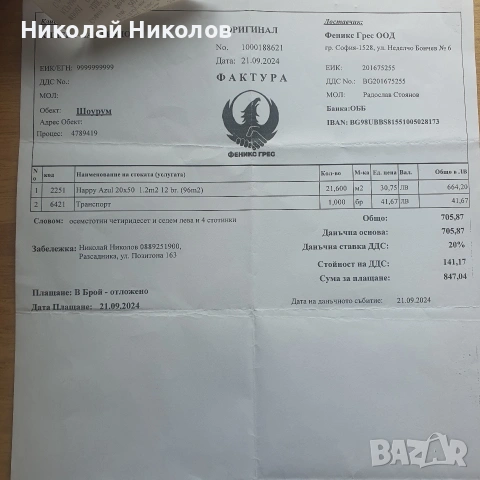 Николай Николов
ОРИГИНАЛ
No. 1000188621
Дата: 21.09.2024
ФАКТУРА
ФЕНИКС ГРЕС
Доставчик:
Феникс Грес ООД
гр. София-1528, ул. Неделчо Бончев № 6
ЕИК: 201675255
ДДС No.: BG201675255
МОЛ: Радослав Стоянов
Банка:ОББ
IBAN: BG98UBBS81551005028173
ЕИК/ЕГН: 9999999999
ДДС No.:
МОЛ:
Обект: Шоурум
Адрес Обект:
Процес: 4789419
No код Наименование на стоката (услугата) Кол-во М-ка Ед. цена Вал. Общо в ЛВ
1 2251 Happy Azul 20x50 1.2m2 12 br. (96m2) 21,600 м2 30,75 ЛВ 664,20
2 6421 Транспорт 1,000 бр 41,67 ЛВ 41,67
Словом: осемстотин четиридесет и седем лева и 4 стотинки
Общо: 705,87
Данъчна основа: 705,87
Данъчна ставка ДДС: 20%
Стойност на ДДС: 141,17
Сума за плащане: 847,04
Забележка: Николай Николов 0889251900,
Разсадника, ул. Позитона 163
Плащане: В Брой - отложено
Дата Плащане: 21.09.2024
Дата на данъчното събитие: 21.09.2024
BAZAR
bg